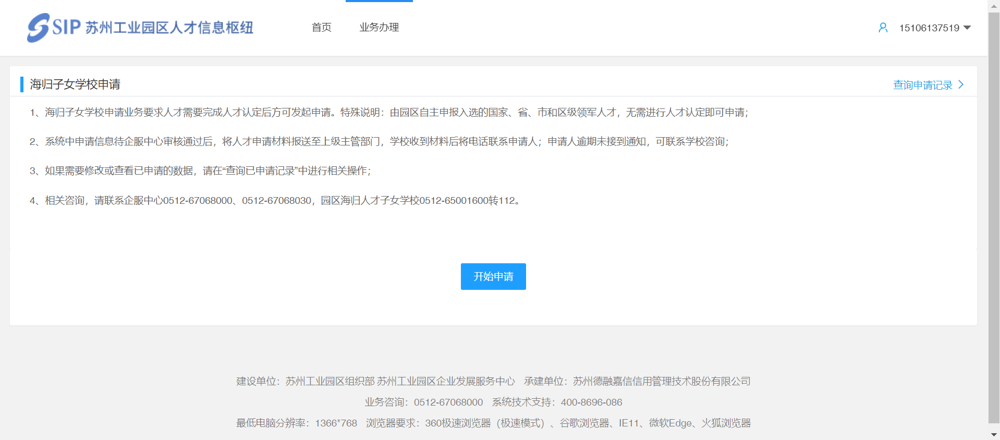 SIP 苏州工业园区人才信息枢纽
首页
业务办理
15106137519
海归子女学校申请
查询申请记录
1、海归子女学校申请业务要求人才需要完成人才认定后方可发起申请。特殊说明：由园区自主申报入选的国家、省、市和区级领军人才，无需进行人才认定即可申请；
2、系统中申请信息待企服中心审核通过后，将人才申请材料报送至上级主管部门，学校收到材料后将电话联系申请人；申请人逾期未接到通知，可联系学校咨询；
3、如果需要修改或查看已申请的数据，请在“查询已申请记录”中进行相关操作；
4、相关咨询，请联系企服中心0512-67068000、0512-67068030，园区海归人才子女学校0512-65001600转112。
开始申请
建设单位：苏州工业园区组织部 苏州工业园区企业发展服务中心 承建单位：苏州德融嘉信信用管理技术股份有限公司
业务咨询：0512-67068000 系统技术支持：400-8696-086
最低电脑分辨率：1366*768 浏览器要求：360极速浏览器（极速模式）、谷歌浏览器、IE11、微软Edge、火狐浏览器